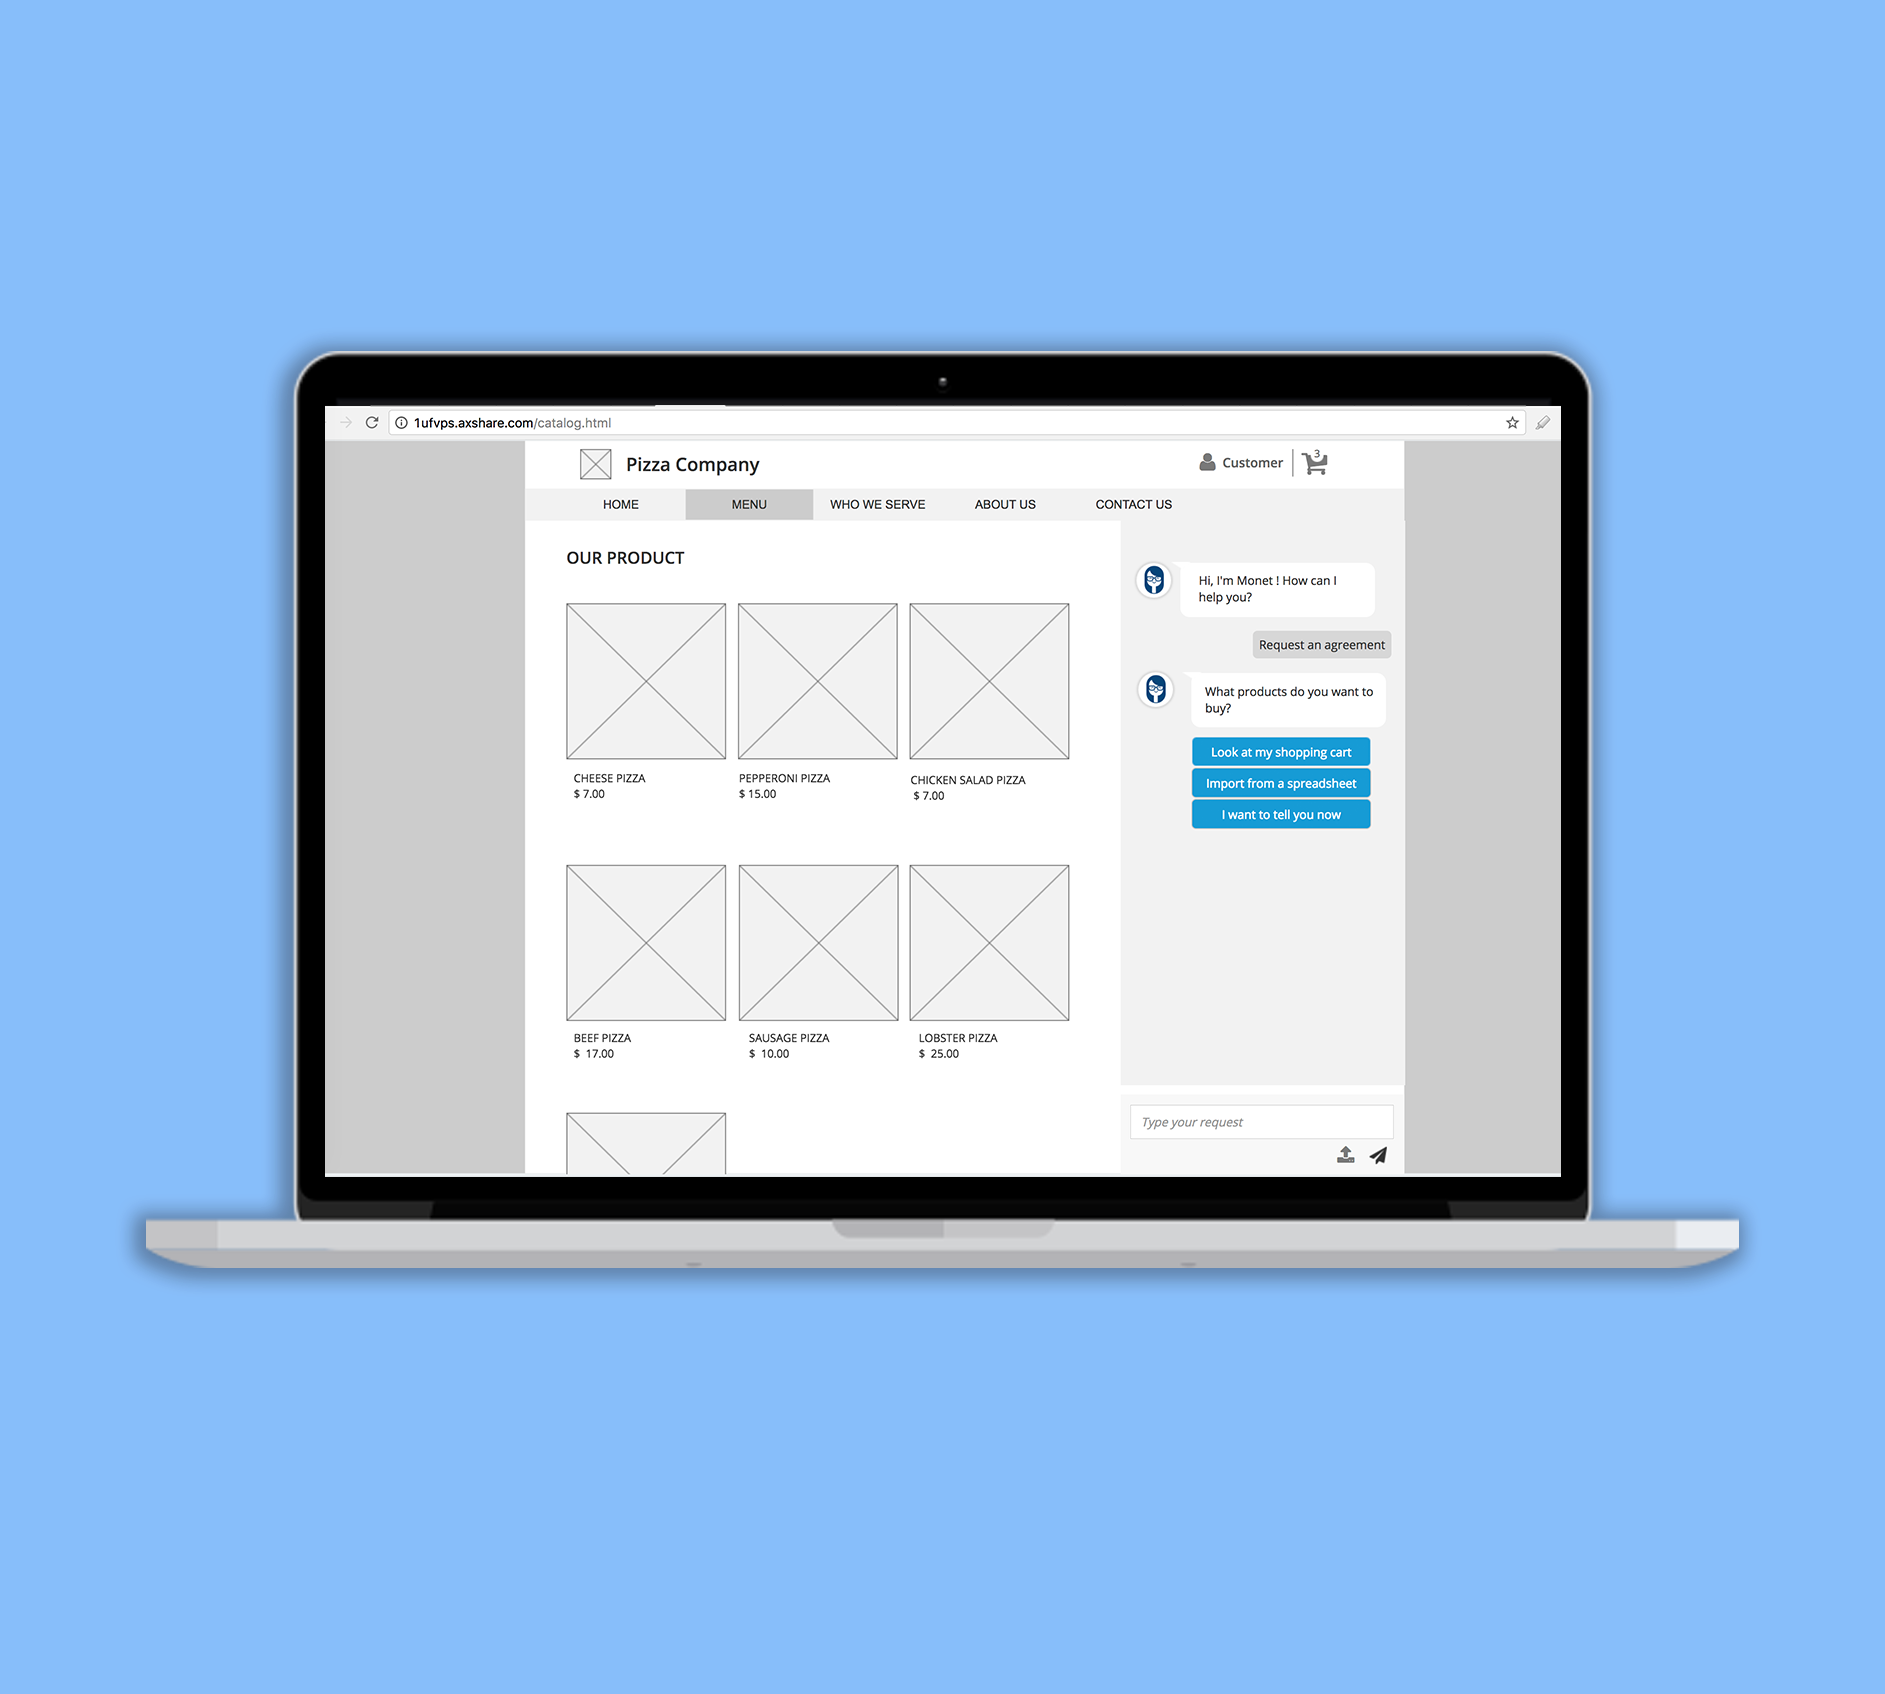 1ufvps.axshare.com/catalog.html
Pizza Company
Customer
3
HOME
MENU
WHO WE SERVE
ABOUT US
CONTACT US
OUR PRODUCT
CHEESE PIZZA
$ 7.00
PEPPERONI PIZZA
$ 15.00
CHICKEN SALAD PIZZA
$ 7.00
BEEF PIZZA
$ 17.00
SAUSAGE PIZZA
$ 10.00
LOBSTER PIZZA
$ 25.00
Hi, I'm Monet ! How can I
help you?
Request an agreement
What products do you want to
buy?
Look at my shopping cart
Import from a spreadsheet
I want to tell you now
Type your request